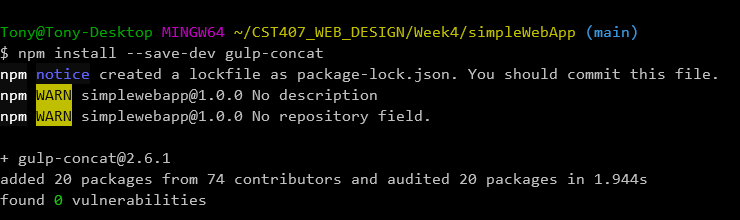 Tony@Tony-Desktop MINGW64 ~/CST407_WEB_DESIGN/Week4/simpleWebApp (main)
$ npm install --save-dev gulp-concat
npm notice created a lockfile as package-lock.json. You should commit this file.
npm WARN simplewebapp@1.0.0 No description
npm WARN simplewebapp@1.0.0 No repository field.
+ gulp-concat@2.6.1
added 20 packages from 74 contributors and audited 20 packages in 1.944s
found 0 vulnerabilities